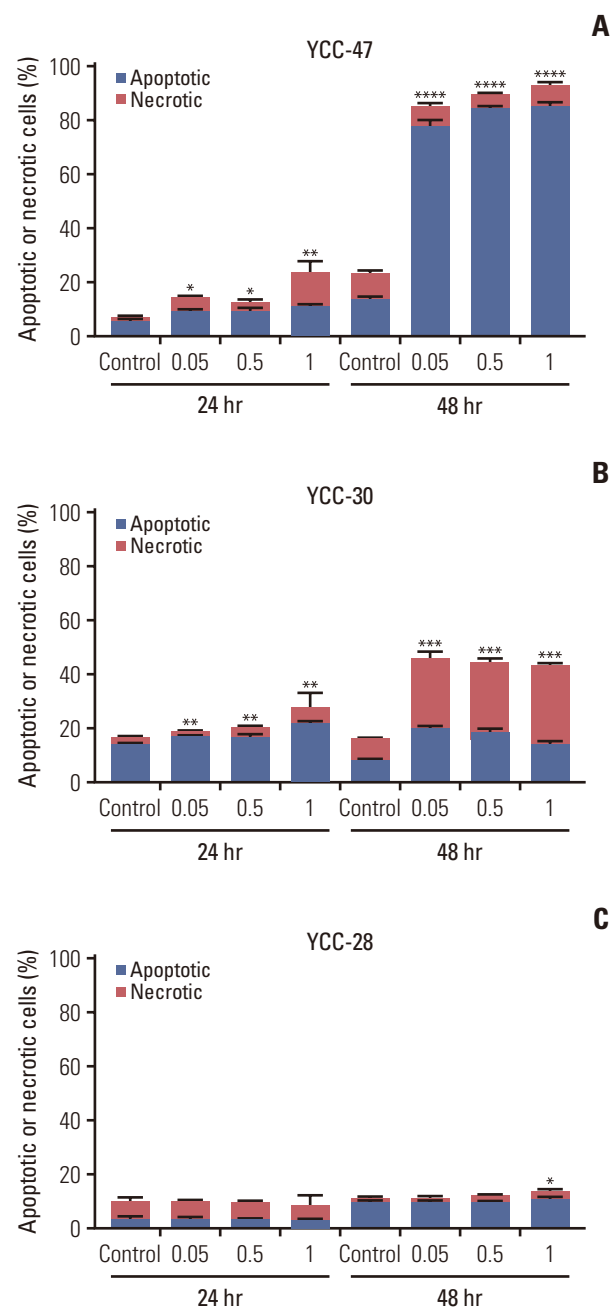 A
YCC-47
Apoptotic or necrotic cells (%)
100
80
60
40
20
0
Apoptotic
Necrotic
* * ** **** **** ****
Control 0.05 0.5 1 Control 0.05 0.5 1
24 hr 48 hr
B
YCC-30
Apoptotic or necrotic cells (%)
100
80
60
40
20
0
Apoptotic
Necrotic
** ** ** *** *** ***
Control 0.05 0.5 1 Control 0.05 0.5 1
24 hr 48 hr
C
YCC-28
Apoptotic or necrotic cells (%)
100
80
60
40
20
0
Apoptotic
Necrotic
*
Control 0.05 0.5 1 Control 0.05 0.5 1
24 hr 48 hr